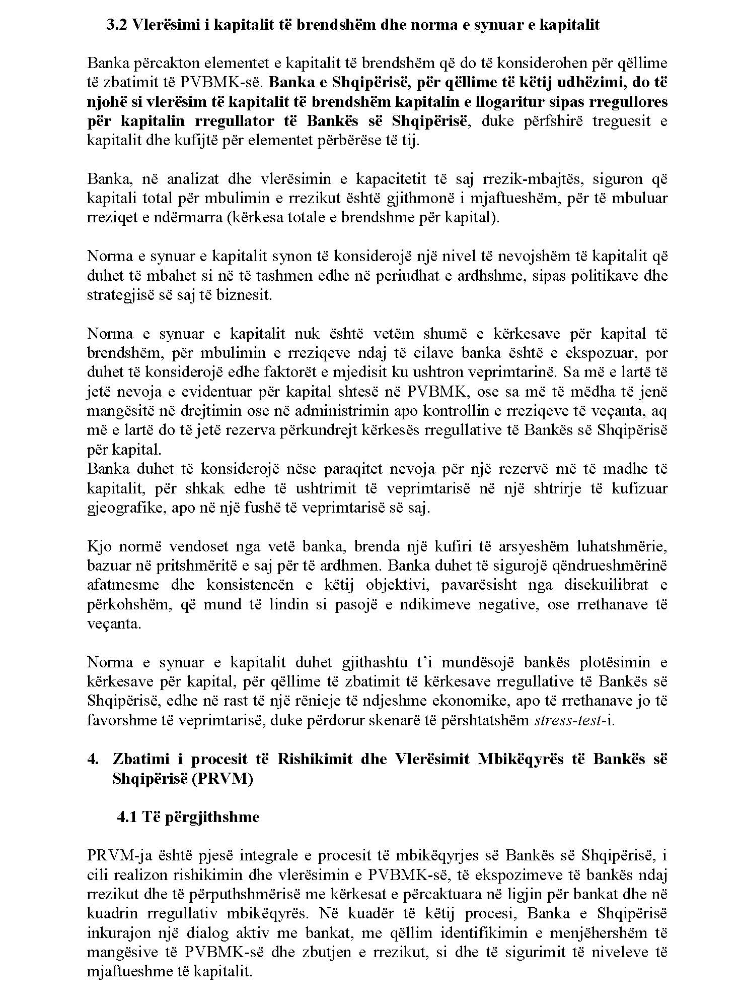 3.2 Vlerësimi i kapitalit të brendshëm dhe norma e synuar e kapitalit
Banka përcakton elementet e kapitalit të brendshëm që do të konsiderohen për qëllime
të zbatimit të PVBMK-së. Banka e Shqipërisë, për qëllime të këtij udhëzimi, do të
njohë si vlerësim të kapitalit të brendshëm kapitalin e llogaritur sipas rregullores
për kapitalin rregullator të Bankës së Shqipërisë, duke përfshirë treguesit e
kapitalit dhe kufijtë për elementet përbërëse të tij.
Banka, në analizat dhe vlerësimin e kapacitetit të saj rrezik-mbajtës, siguron që
kapitali total për mbulimin e rrezikut është gjithmonë i mjaftueshëm, për të mbuluar
rreziqet e ndërmarra (kërkesa totale e brendshme për kapital).
Norma e synuar e kapitalit synon të konsiderojë një nivel të nevojshëm të kapitalit që
duhet të mbahet si në të tashmen edhe në periudhat e ardhshme, sipas politikave dhe
strategjisë së saj të biznesit.
Norma e synuar e kapitalit nuk është vetëm shumë e kërkesave për kapital të
brendshëm, për mbulimin e rreziqeve ndaj të cilave banka është e ekspozuar, por
duhet të konsiderojë edhe faktorët e mjedisit ku ushtron veprimtarinë. Sa më e lartë të
jetë nevoja e evidentuar për kapital shtesë në PVBMK, ose sa më të mëdha të jenë
mangësitë në drejtimin ose në administrimin apo kontrollin e rreziqeve të veçanta, aq
më e lartë do të jetë rezerva përkundrejt kërkesës rregullative të Bankës së Shqipërisë
për kapital.
Banka duhet të konsiderojë nëse paraqitet nevoja për një rezervë më të madhe të
kapitalit, për shkak edhe të ushtrimit të veprimtarisë në një shtrirje të kufizuar
gjeografike, apo në një fushë të veprimtarisë së saj.
Kjo normë vendoset nga vetë banka, brenda një kufiri të arsyeshëm luhatshmërie,
bazuar në pritshmëritë e saj për të ardhmen. Banka duhet të sigurojë qëndrueshmërinë
afatmesme dhe konsistencën e këtij objektivi, pavarësisht nga disekuilibrat e
përkohshëm, që mund të lindin si pasojë e ndikimeve negative, ose rrethanave të
veçanta.
Norma e synuar e kapitalit duhet gjithashtu t’i mundësojë bankës plotësimin e
kërkesave për kapital, për qëllime të zbatimit të kërkesave rregullative të Bankës së
Shqipërisë, edhe në rast të një rënieje të ndjeshme ekonomike, apo të rrethanave jo të
favorshme të veprimtarisë, duke përdorur skenarë të përshtatshëm stress-test-i.
4. Zbatimi i procesit të Rishikimit dhe Vlerësimit Mbikëqyrës të Bankës së
Shqipërisë (PRVM)
4.1 Të përgjithshme
PRVM-ja është pjesë integrale e procesit të mbikëqyrjes së Bankës së Shqipërisë, i
cili realizon rishikimin dhe vlerësimin e PVBMK-së, të ekspozimeve të bankës ndaj
rrezikut dhe të përputhshmërisë me kërkesat e përcaktuara në ligjin për bankat dhe në
kuadrin rregullativ mbikëqyrës. Në kuadër të këtij procesi, Banka e Shqipërisë
inkurajon një dialog aktiv me bankat, me qëllim identifikimin e menjëhershëm të
mangësive të PVBMK-së dhe zbutjen e rrezikut, si dhe të sigurimit të niveleve të
mjaftueshme të kapitalit.